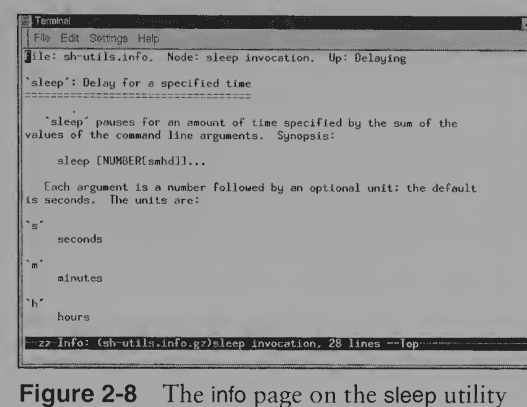 Terminal
File Edit Settings Help
File: sh-utils.info, Node: sleep invocation, Up: Delaying
`sleep': Delay for a specified time
===================================
`sleep' pauses for an amount of time specified by the sum of the
values of the command line arguments. Synopsis:
sleep [NUMBER[smhd]]...
Each argument is a number followed by an optional unit: the default
is seconds. The units are:
`s'
seconds
`m'
minutes
`h'
hours
--zz-Info: (sh-utils.info.gz)sleep invocation, 28 lines --Top-----
Figure 2-8 The info page on the sleep utility